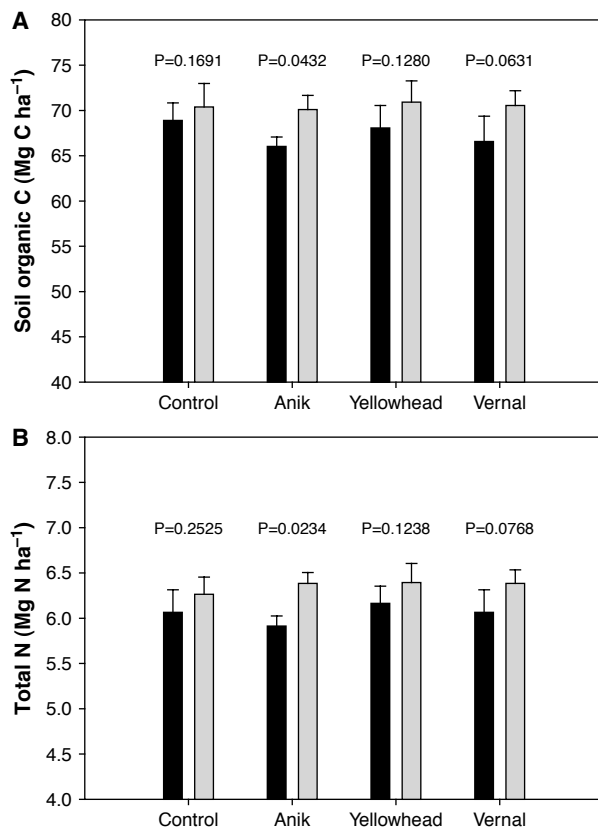 A
Soil organic C (Mg C ha⁻¹)
80
75
70
65
60
55
50
45
40
P=0.1691 P=0.0432 P=0.1280 P=0.0631
Control Anik Yellowhead Vernal
B
Total N (Mg N ha⁻¹)
8.0
7.5
7.0
6.5
6.0
5.5
5.0
4.5
4.0
P=0.2525 P=0.0234 P=0.1238 P=0.0768
Control Anik Yellowhead Vernal